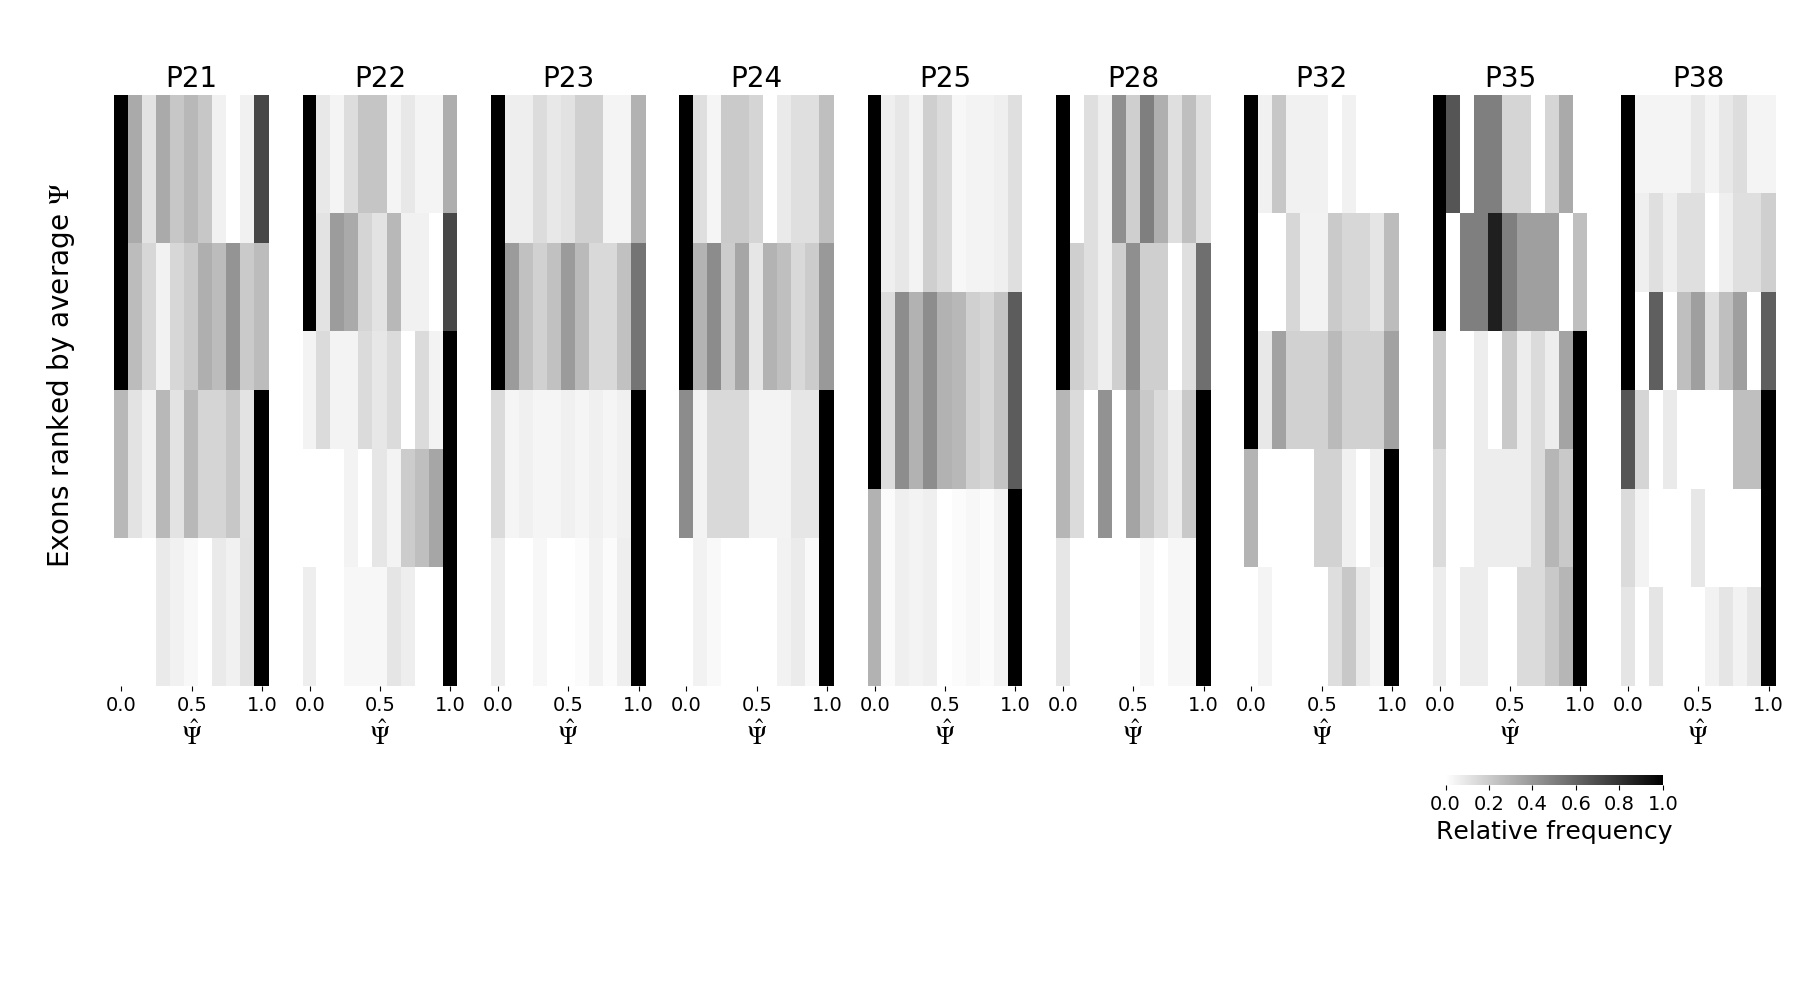 P21 P22 P23 P24 P25 P28 P32 P35 P38
Exons ranked by average Ψ
0.0 0.5 1.0 0.0 0.5 1.0 0.0 0.5 1.0 0.0 0.5 1.0 0.0 0.5 1.0 0.0 0.5 1.0 0.0 0.5 1.0 0.0 0.5 1.0 0.0 0.5 1.0
Ψ̂ Ψ̂ Ψ̂ Ψ̂ Ψ̂ Ψ̂ Ψ̂ Ψ̂ Ψ̂
0.0 0.2 0.4 0.6 0.8 1.0
Relative frequency